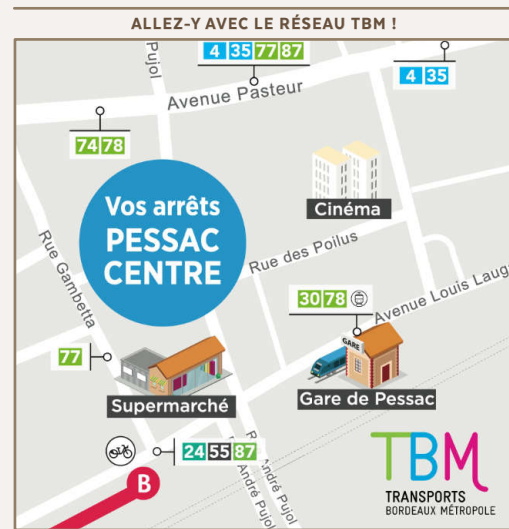 ALLEZ-Y AVEC LE RÉSEAU TBM !
4 35 77 87
4 35
Pujol
Avenue Pasteur
74 78
Vos arrêts
PESSAC
CENTRE
Cinéma
Rue Gambetta
Rue des Poilus
30 78
Avenue Louis Laug
GARE
77
Supermarché
Gare de Pessac
24 55 87
B
André Pujol
André Pujol
TBM
TRANSPORTS
BORDEAUX MÉTROPOLE